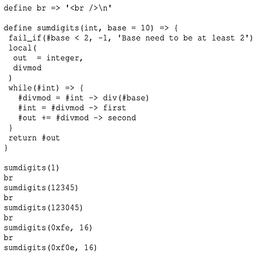 define br => '<br />\n'
define sumdigits(int, base = 10) => {
fail_if(#base < 2, -1, 'Base need to be at least 2')
local(
out = integer,
divmod
)
while(#int) => {
#divmod = #int -> div(#base)
#int = #divmod -> first
#out += #divmod -> second
}
return #out
}
sumdigits(1)
br
sumdigits(12345)
br
sumdigits(123045)
br
sumdigits(0xfe, 16)
br
sumdigits(0xf0e, 16)